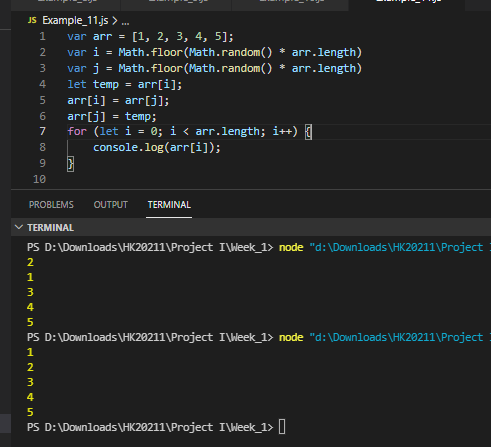 Example_11.js
JS Example_11.js > ...
1 var arr = [1, 2, 3, 4, 5];
2 var i = Math.floor(Math.random() * arr.length)
3 var j = Math.floor(Math.random() * arr.length)
4 let temp = arr[i];
5 arr[i] = arr[j];
6 arr[j] = temp;
7 for (let i = 0; i < arr.length; i++) {
8     console.log(arr[i]);
9 }
10
PROBLEMS OUTPUT TERMINAL
TERMINAL
PS D:\Downloads\HK20211\Project I\Week_1> node "d:\Downloads\HK20211\Project I
2
1
3
4
5
PS D:\Downloads\HK20211\Project I\Week_1> node "d:\Downloads\HK20211\Project I
1
2
3
4
5
PS D:\Downloads\HK20211\Project I\Week_1>